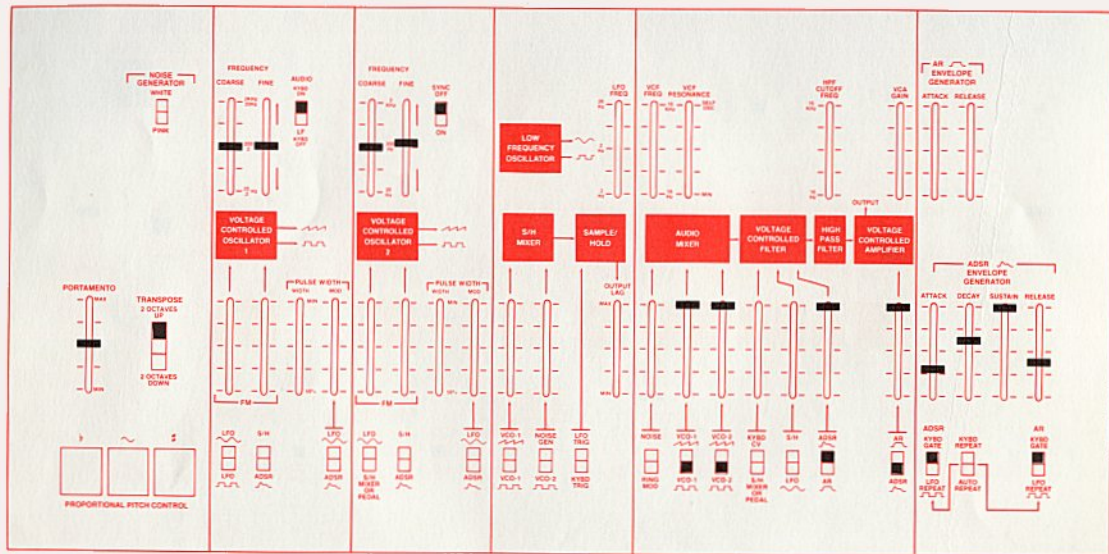 NOISE
GENERATOR
WHITE
PINK
PORTAMENTO
MAX
MIN
TRANSPOSE
2 OCTAVES
UP
2 OCTAVES
DOWN
PROPORTIONAL PITCH CONTROL
FREQUENCY
COARSE FINE
AUDIO
KYBD
ON
LF
KYBD
OFF
VOLTAGE
CONTROLLED
OSCILLATOR
1
PULSE WIDTH
WIDTH MOD
MIN
FM
LFO
LFO
S/H
ADSR
LFO
ADSR
FREQUENCY
COARSE FINE
SYNC
OFF
ON
VOLTAGE
CONTROLLED
OSCILLATOR
2
PULSE WIDTH
WIDTH MOD
MIN
FM
LFO
S/H
MIXER
OR
PEDAL
S/H
ADSR
LFO
ADSR
LOW
FREQUENCY
OSCILLATOR
LFO
FREQ
S/H
MIXER
SAMPLE/
HOLD
OUTPUT
LAG
MAX
MIN
VCO-1
VCO-1
NOISE
GEN
VCO-2
LFO
TRIG
KYBD
TRIG
VCF
FREQ
VCF
RESONANCE
SELF
OSC
MIN
HPF
CUTOFF
FREQ
VCA
GAIN
OUTPUT
AUDIO
MIXER
VOLTAGE
CONTROLLED
FILTER
HIGH
PASS
FILTER
VOLTAGE
CONTROLLED
AMPLIFIER
NOISE
RING
MOD
VCO-1
VCO-1
VCO-2
VCO-2
KYBD
CV
S/H
MIXER
OR
PEDAL
S/H
LFO
ADSR
AR
AR
ADSR
AR
ENVELOPE
GENERATOR
ATTACK RELEASE
ADSR
ENVELOPE
GENERATOR
ATTACK DECAY SUSTAIN RELEASE
ADSR
KYBD
GATE
LFO
REPEAT
KYBD
REPEAT
AUTO
REPEAT
AR
KYBD
GATE
LFO
REPEAT